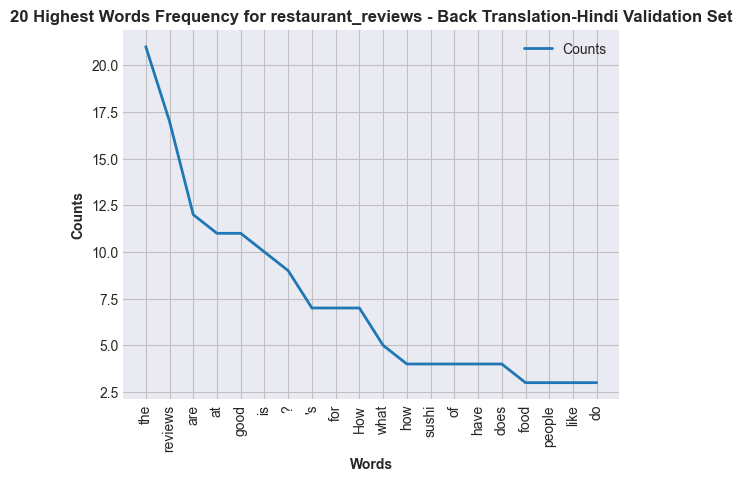 20 Highest Words Frequency for restaurant_reviews - Back Translation-Hindi Validation Set
Counts
20.0
17.5
15.0
12.5
10.0
7.5
5.0
2.5
Counts
the
reviews
are
at
good
is
?
's
for
How
what
how
sushi
of
have
does
food
people
like
do
Words